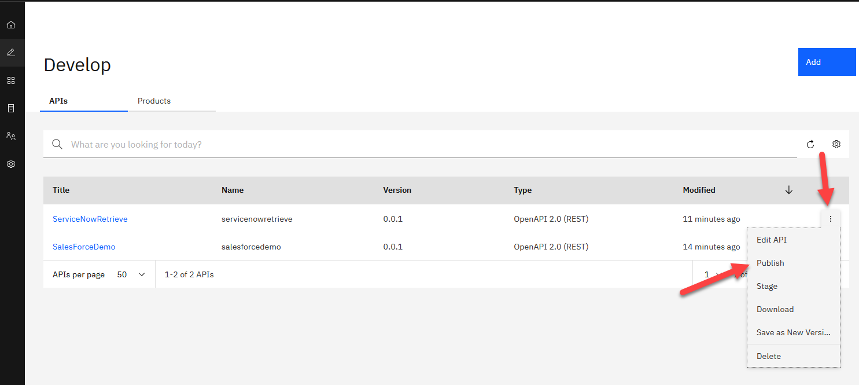 Develop
Add
APIs Products
What are you looking for today?
Title Name Version Type Modified
ServiceNowRetrieve servicenowretrieve 0.0.1 OpenAPI 2.0 (REST) 11 minutes ago
SalesForceDemo salesforcedemo 0.0.1 OpenAPI 2.0 (REST) 14 minutes ago
APIs per page 50 1-2 of 2 APIs 1 of
Edit API
Publish
Stage
Download
Save as New Versi...
Delete